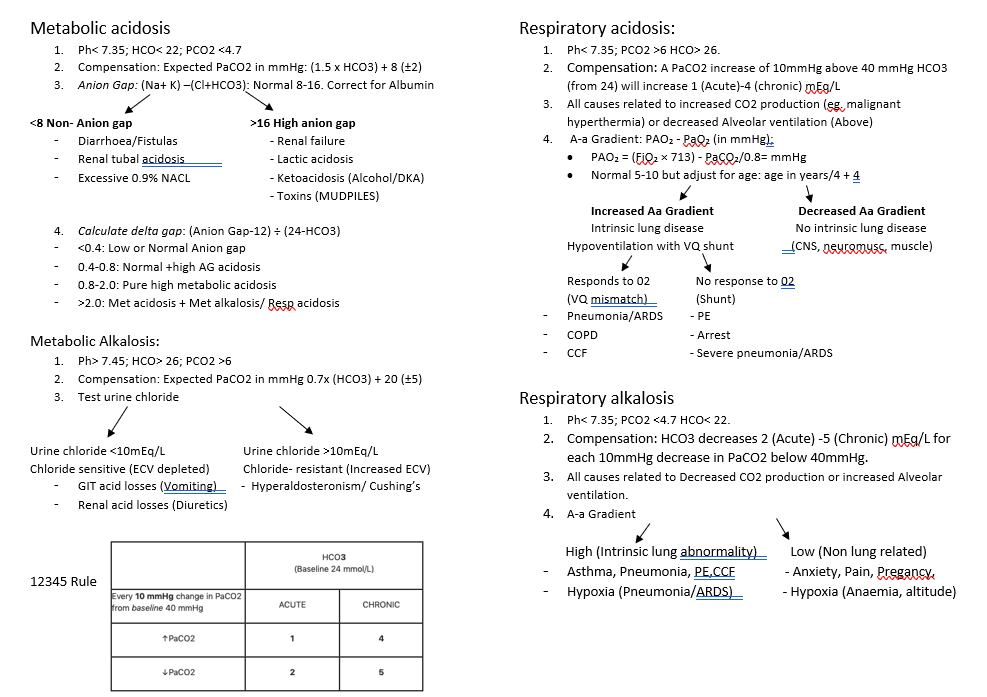 Metabolic acidosis
1. Ph< 7.35; HCO< 22; PCO2 <4.7
2. Compensation: Expected PaCO2 in mmHg: (1.5 x HCO3) + 8 (±2)
3. Anion Gap: (Na+ K) –(Cl+HCO3): Normal 8-16. Correct for Albumin
<8 Non- Anion gap
- Diarrhoea/Fistulas
- Renal tubal acidosis
- Excessive 0.9% NACL
>16 High anion gap
- Renal failure
- Lactic acidosis
- Ketoacidosis (Alcohol/DKA)
- Toxins (MUDPILES)
4. Calculate delta gap: (Anion Gap-12) ÷ (24-HCO3)
- <0.4: Low or Normal Anion gap
- 0.4-0.8: Normal +high AG acidosis
- 0.8-2.0: Pure high metabolic acidosis
- >2.0: Met acidosis + Met alkalosis/ Resp acidosis
Metabolic Alkalosis:
1. Ph> 7.45; HCO> 26; PCO2 >6
2. Compensation: Expected PaCO2 in mmHg 0.7x (HCO3) + 20 (±5)
3. Test urine chloride
Urine chloride <10mEq/L
Chloride sensitive (ECV depleted)
- GIT acid losses (Vomiting)
- Renal acid losses (Diuretics)
Urine chloride >10mEq/L
Chloride- resistant (Increased ECV)
- Hyperaldosteronism/ Cushing's
12345 Rule
HCO3
(Baseline 24 mmol/L)
Every 10 mmHg change in PaCO2
from baseline 40 mmHg
ACUTE
CHRONIC
↑PaCO2 1 4
↓PaCO2 2 5
Respiratory acidosis:
1. Ph< 7.35; PCO2 >6 HCO> 26.
2. Compensation: A PaCO2 increase of 10mmHg above 40 mmHG HCO3
(from 24) will increase 1 (Acute)-4 (chronic) mEq/L
3. All causes related to increased CO2 production (eg. malignant
hyperthermia) or decreased Alveolar ventilation (Above)
4. A-a Gradient: PAO₂ - PaO₂ (in mmHg):
• PAO₂ = (FiO₂ × 713) - PaCO₂/0.8= mmHg
• Normal 5-10 but adjust for age: age in years/4 + 4
Increased Aa Gradient
Intrinsic lung disease
Hypoventilation with VQ shunt
Decreased Aa Gradient
No intrinsic lung disease
(CNS, neuromusc, muscle)
Responds to 02
(VQ mismatch)
- Pneumonia/ARDS
- COPD
- CCF
No response to 02
(Shunt)
- PE
- Arrest
- Severe pneumonia/ARDS
Respiratory alkalosis
1. Ph< 7.35; PCO2 <4.7 HCO< 22.
2. Compensation: HCO3 decreases 2 (Acute) -5 (Chronic) mEq/L for
each 10mmHg decrease in PaCO2 below 40mmHg.
3. All causes related to Decreased CO2 production or increased Alveolar
ventilation.
4. A-a Gradient
High (Intrinsic lung abnormality)
- Asthma, Pneumonia, PE,CCF
- Hypoxia (Pneumonia/ARDS)
Low (Non lung related)
- Anxiety, Pain, Pregancy,
- Hypoxia (Anaemia, altitude)